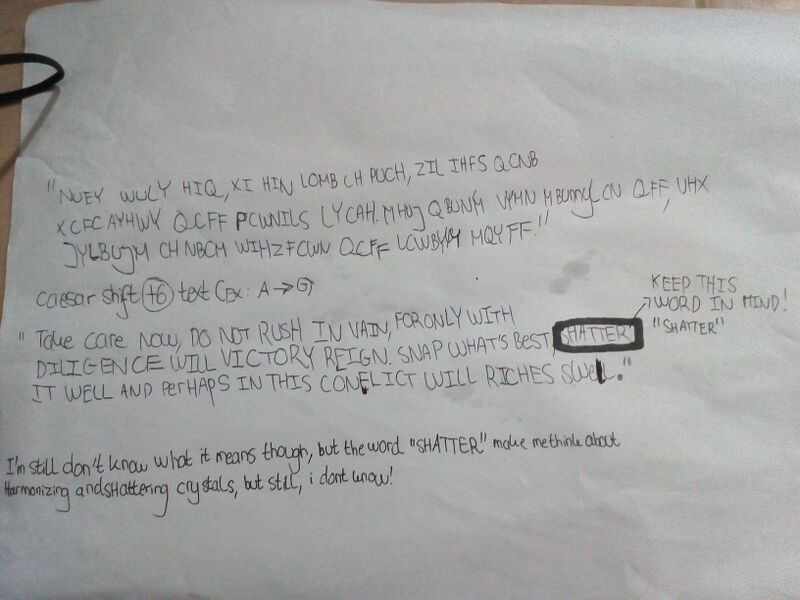 "NUEY WULY HIQ, XI HIN LOMB CH PUCH, ZIL IHFS QCNB
XCFC AYHWY QCFF PCWNILS LYCAH. MHUJ QBUNM VYMN MBUNNYL CN QFF, UHX
JYLBUJM CH NBCM WIHZFCWN QCFF LCWBYM MQYFF."
caesar shift +6 text (Ex: A → G)
KEEP THIS
WORD IN MIND!
"SHATTER"
"Take care now, DO NOT RUSH IN VAIN, FOR ONLY WITH
DILIGENCE WILL VICTORY REIGN. SNAP WHAT'S BEST, SHATTER
IT WELL AND PerHAPS IN THIS CONFLICT WILL RICHES SWELL."
I'm still don't know what it means though, but the word "SHATTER" make me think about
Harmonizing and SHattering crystals, but still, i dont know!